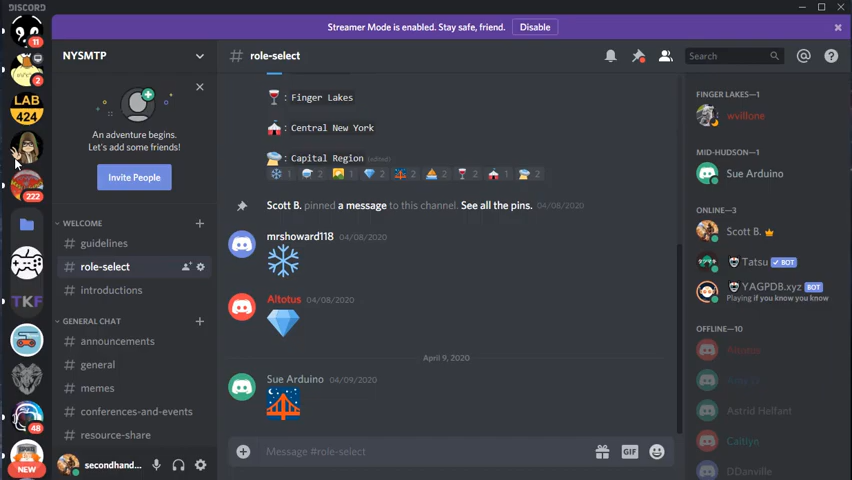 DISCORD
Streamer Mode is enabled. Stay safe, friend. Disable
11
2
LAB
424
222
TKF
48
NEW
NYSMTP
An adventure begins.
Let's add some friends!
Invite People
WELCOME
# guidelines
# role-select
# introductions
GENERAL CHAT
# announcements
# general
# memes
# conferences-and-events
# resource-share
secondhand...
# role-select
Search
: Finger Lakes
: Central New York
: Capital Region (edited)
1 2 1 2 2 2 2 1 2
Scott B. pinned a message to this channel. See all the pins. 04/08/2020
mrshoward118 04/08/2020
Altotus 04/08/2020
April 9, 2020
Sue Arduino 04/09/2020
Message #role-select
GIF
FINGER LAKES—1
wvillone
MID-HUDSON—1
Sue Arduino
ONLINE—3
Scott B.
Tatsu BOT
YAGPDB.xyz BOT
Playing if you know you know
OFFLINE—10
Altotus
Astrid Helfant
Caitlyn
DDanville